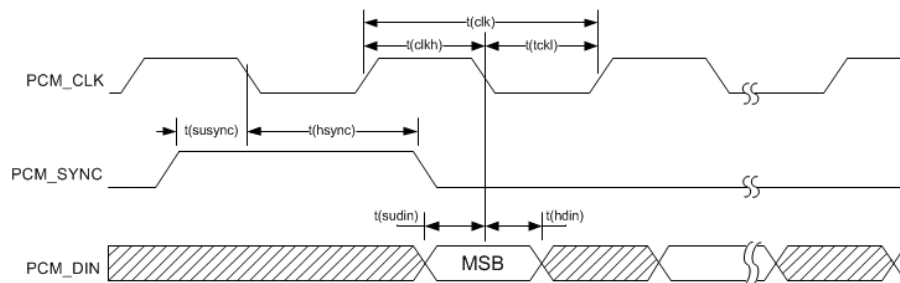 t(clk)
t(clkh)
t(tckl)
PCM_CLK
t(susync)
t(hsync)
PCM_SYNC
t(sudin)
t(hdin)
PCM_DIN
MSB